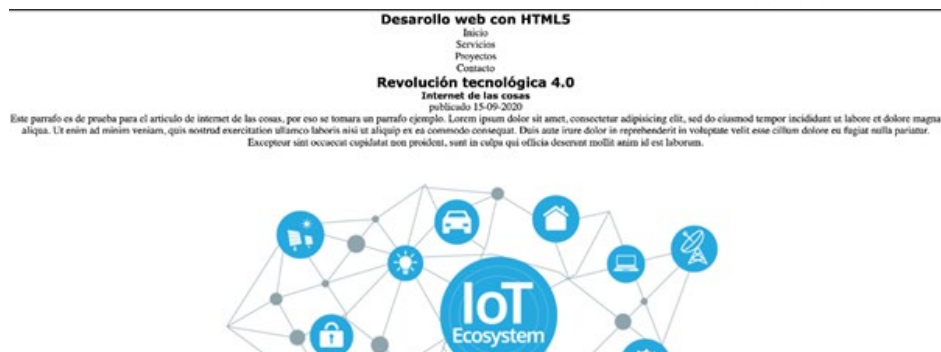 Desarollo web con HTML5
Inicio
Servicios
Proyectos
Contacto
Revolución tecnológica 4.0
Internet de las cosas
publicado 15-09-2020
Este parrafo es de prueba para el articulo de internet de las cosas, por eso se tomara un parrafo ejemplo. Lorem ipsum dolor sit amet, consectetur adipisicing elit, sed do eiusmod tempor incididunt ut labore et dolore magna
aliqua. Ut enim ad minim veniam, quis nostrud exercitation ullamco laboris nisi ut aliquip ex ea commodo consequat. Duis aute irure dolor in reprehenderit in voluptate velit esse cillum dolore eu fugiat nulla pariatur.
Excepteur sint occaecat cupidatat non proident, sunt in culpa qui officia deserunt mollit anim id est laborum.
IoT
Ecosystem